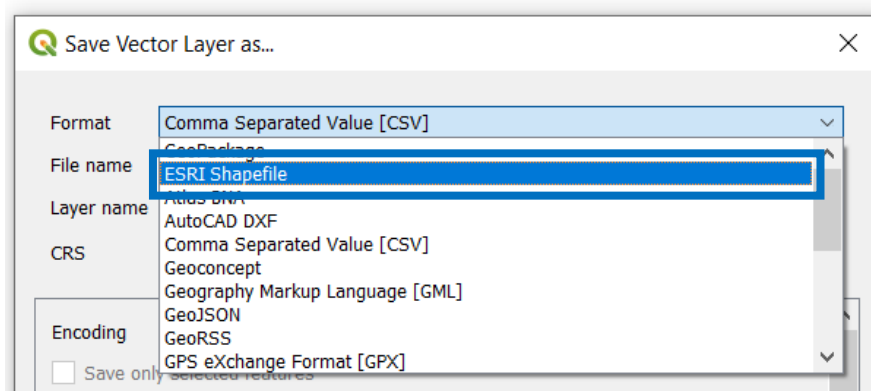 Save Vector Layer as...
Format
Comma Separated Value [CSV]
GeoPackage
File name
ESRI Shapefile
Atlas BNA
Layer name
AutoCAD DXF
Comma Separated Value [CSV]
CRS
Geoconcept
Geography Markup Language [GML]
GeoJSON
Encoding
GeoRSS
GPS eXchange Format [GPX]
Save only selected features